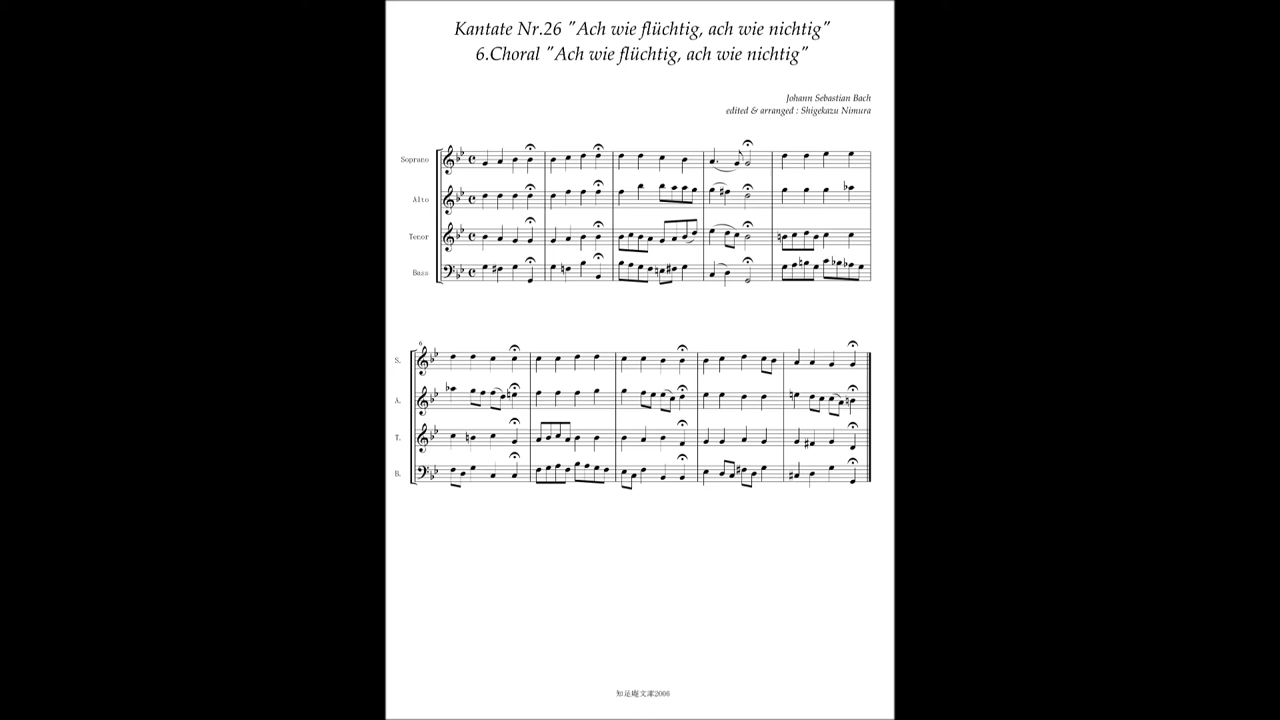 Kantate Nr.26 "Ach wie flüchtig, ach wie nichtig"
6.Choral "Ach wie flüchtig, ach wie nichtig"
Johann Sebastian Bach
edited & arranged : Shigekazu Nimura
Soprano
Alto
Tenor
Bass
6
S.
A.
T.
B.
知足庵文庫2006